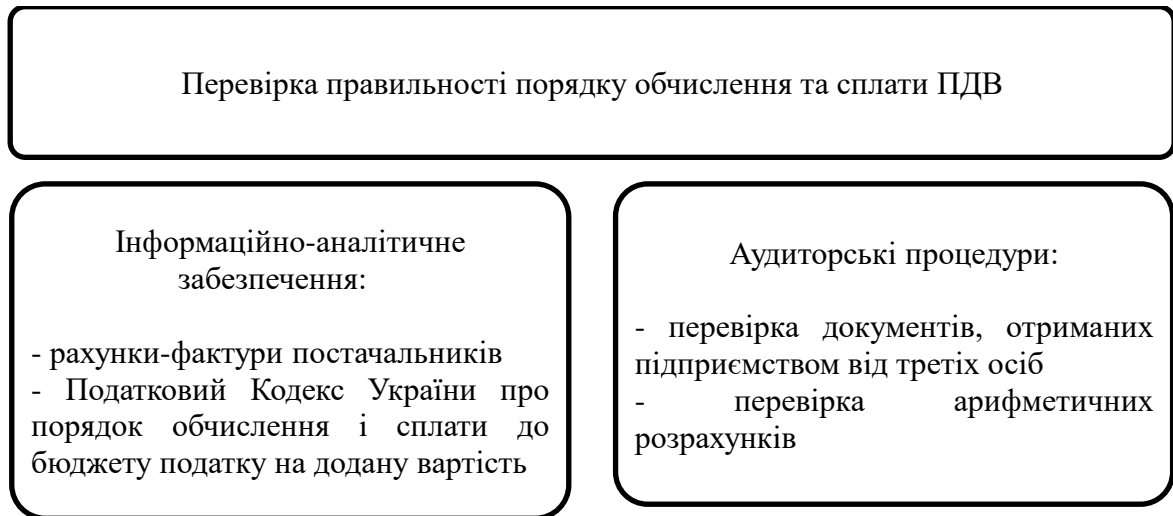 Перевірка правильності порядку обчислення та сплати ПДВ
Інформаційно-аналітичне
забезпечення:
- рахунки-фактури постачальників
- Податковий Кодекс України про
порядок обчислення і сплати до
бюджету податку на додану вартість
Аудиторські процедури:
- перевірка документів, отриманих
підприємством від третіх осіб
- перевірка арифметичних
розрахунків